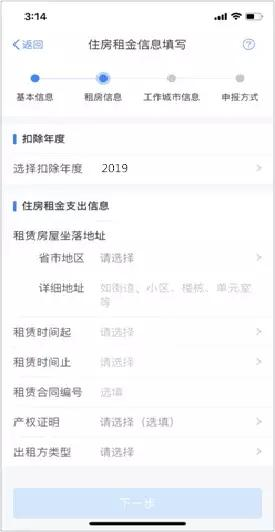 3:14
返回
住房租金信息填写
?
基本信息
租房信息
工作城市信息
申报方式
扣除年度
选择扣除年度 2019
住房租金支出信息
租赁房屋坐落地址
省市地区 请选择
详细地址 如街道、小区、楼栋、单元室
等
租赁时间起 请选择
租赁时间止 请选择
租赁合同编号 选填
产权证明 请选择（选填）
出租方类型 请选择
下一步